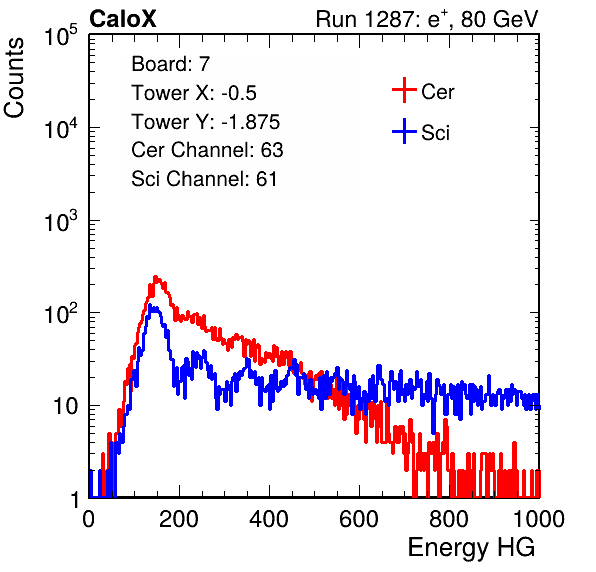 CaloX Run 1287: e⁺, 80 GeV
Counts
Board: 7
Tower X: -0.5
Tower Y: -1.875
Cer Channel: 63
Sci Channel: 61
Cer
Sci
10⁵
10⁴
10³
10²
10
1
0 200 400 600 800 1000
Energy HG